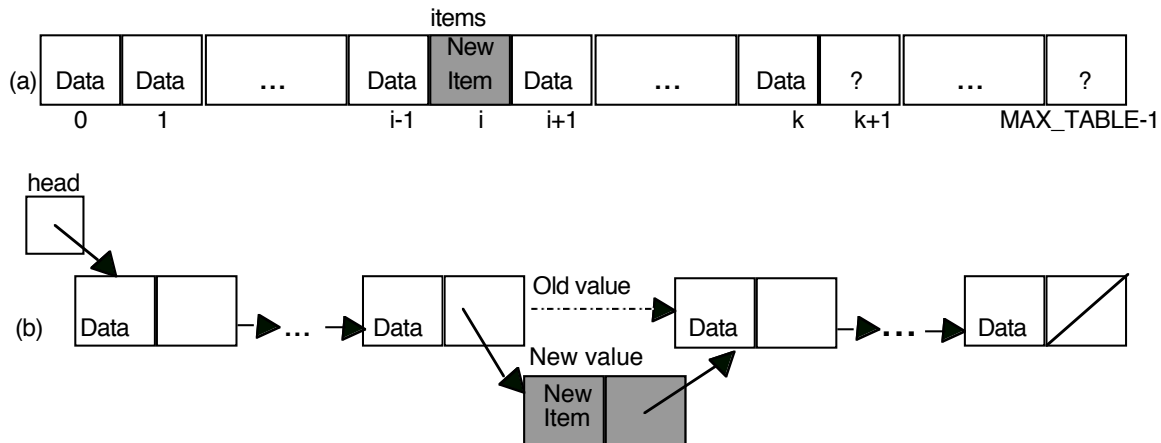 items
(a) Data Data ... Data New Item Data ... Data ? ... ?
0 1 i-1 i i+1 k k+1 MAX_TABLE-1
head
Old value
(b) Data ... Data Data ... Data
New value
New
Item